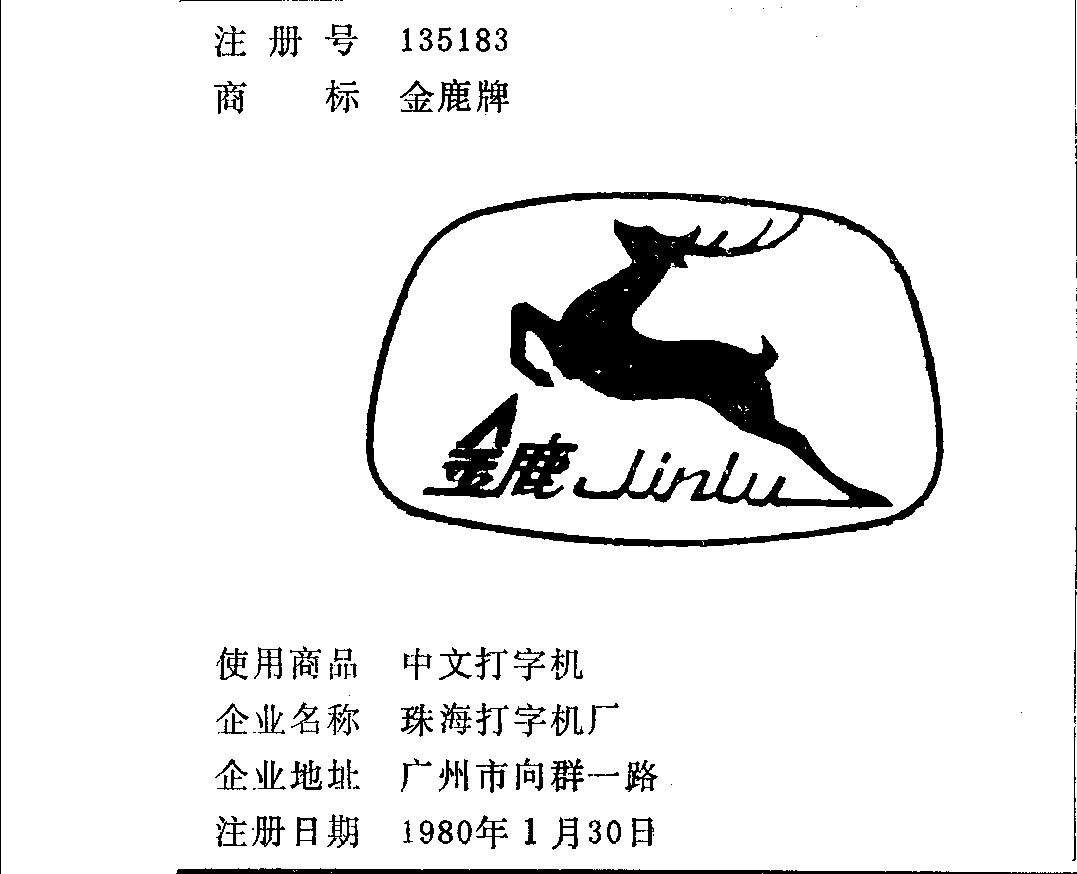 注册号 135183
商标 金鹿牌
金鹿 Jinlu
使用商品 中文打字机
企业名称 珠海打字机厂
企业地址 广州市向群一路
注册日期 1980年1月30日